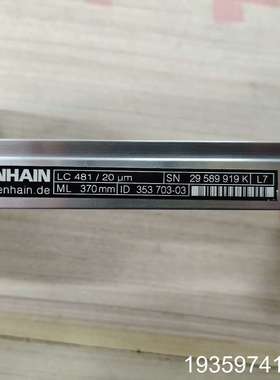 NHAIN LC 481 / 20 µm SN 29 589 919 K L7
enhain.de ML 370mm ID 353 703-03
19359741